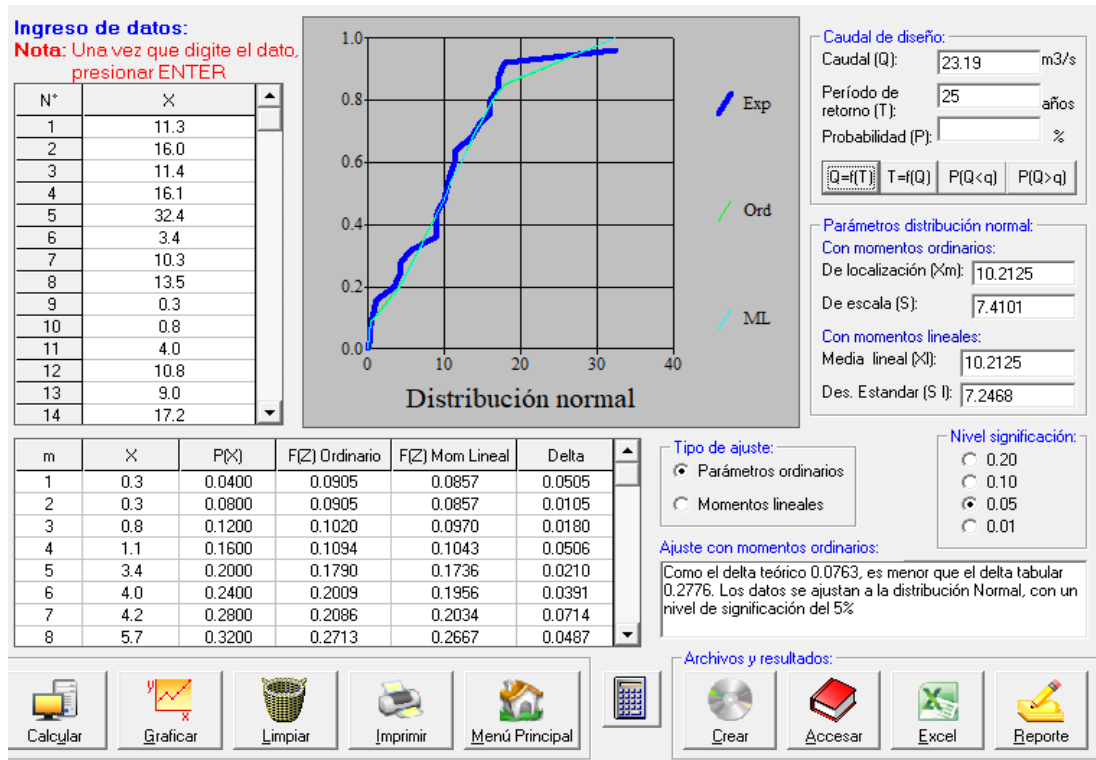 Ingreso de datos:
Nota: Una vez que digite el dato,
presionar ENTER
N° X
1 11.3
2 16.0
3 11.4
4 16.1
5 32.4
6 3.4
7 10.3
8 13.5
9 0.3
10 0.8
11 4.0
12 10.8
13 9.0
14 17.2
1.0
0.8
0.6
0.4
0.2
0.0
0 10 20 30 40
Exp
Ord
ML
Distribución normal
Caudal de diseño:
Caudal (Q): 23.19 m3/s
Período de
retorno (T): 25 años
Probabilidad (P): %
Q=f(T) T=f(Q) P(Q<q) P(Q>q)
Parámetros distribución normal:
Con momentos ordinarios:
De localización (Xm): 10.2125
De escala (S): 7.4101
Con momentos lineales:
Media lineal (Xl): 10.2125
Des. Estandar (S l): 7.2468
m X P(X) F(Z) Ordinario F(Z) Mom Lineal Delta
1 0.3 0.0400 0.0905 0.0857 0.0505
2 0.3 0.0800 0.0905 0.0857 0.0105
3 0.8 0.1200 0.1020 0.0970 0.0180
4 1.1 0.1600 0.1094 0.1043 0.0506
5 3.4 0.2000 0.1790 0.1736 0.0210
6 4.0 0.2400 0.2009 0.1956 0.0391
7 4.2 0.2800 0.2086 0.2034 0.0714
8 5.7 0.3200 0.2713 0.2667 0.0487
Tipo de ajuste:
Parámetros ordinarios
Momentos lineales
Nivel significación:
0.20
0.10
0.05
0.01
Ajuste con momentos ordinarios:
Como el delta teórico 0.0763, es menor que el delta tabular
0.2776. Los datos se ajustan a la distribución Normal, con un
nivel de significación del 5%
Calcular
y
x
Graficar
Limpiar
Imprimir
Menú Principal
Archivos y resultados:
Crear
Accesar
Excel
Reporte